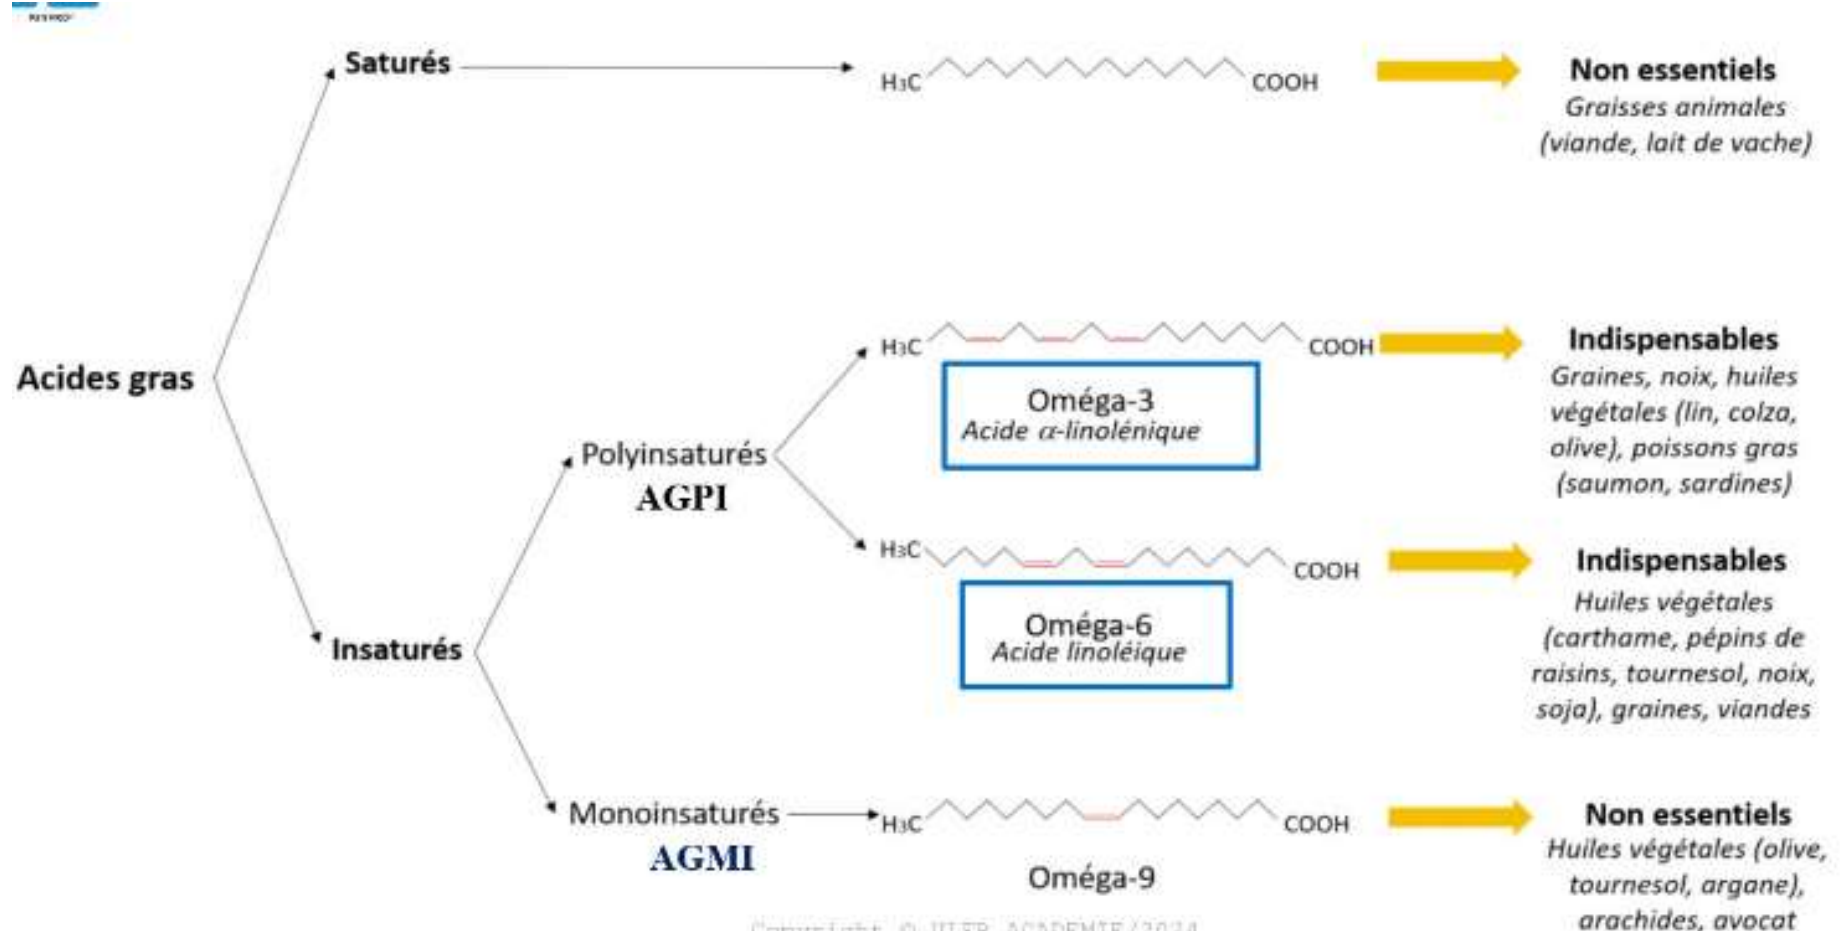 Saturés
H₃C
COOH
Non essentiels
Graisses animales
(viande, lait de vache)
Acides gras
H₃C
COOH
Oméga-3
Acide α-linolénique
Indispensables
Graines, noix, huiles
végétales (lin, colza,
olive), poissons gras
(saumon, sardines)
Polyinsaturés
AGPI
H₃C
COOH
Oméga-6
Acide linoléique
Indispensables
Huiles végétales
(carthame, pépins de
raisins, tournesol, noix,
soja), graines, viandes
Insaturés
Monoinsaturés
AGMI
H₃C
COOH
Oméga-9
Non essentiels
Huiles végétales (olive,
tournesol, argane),
arachides, avocat